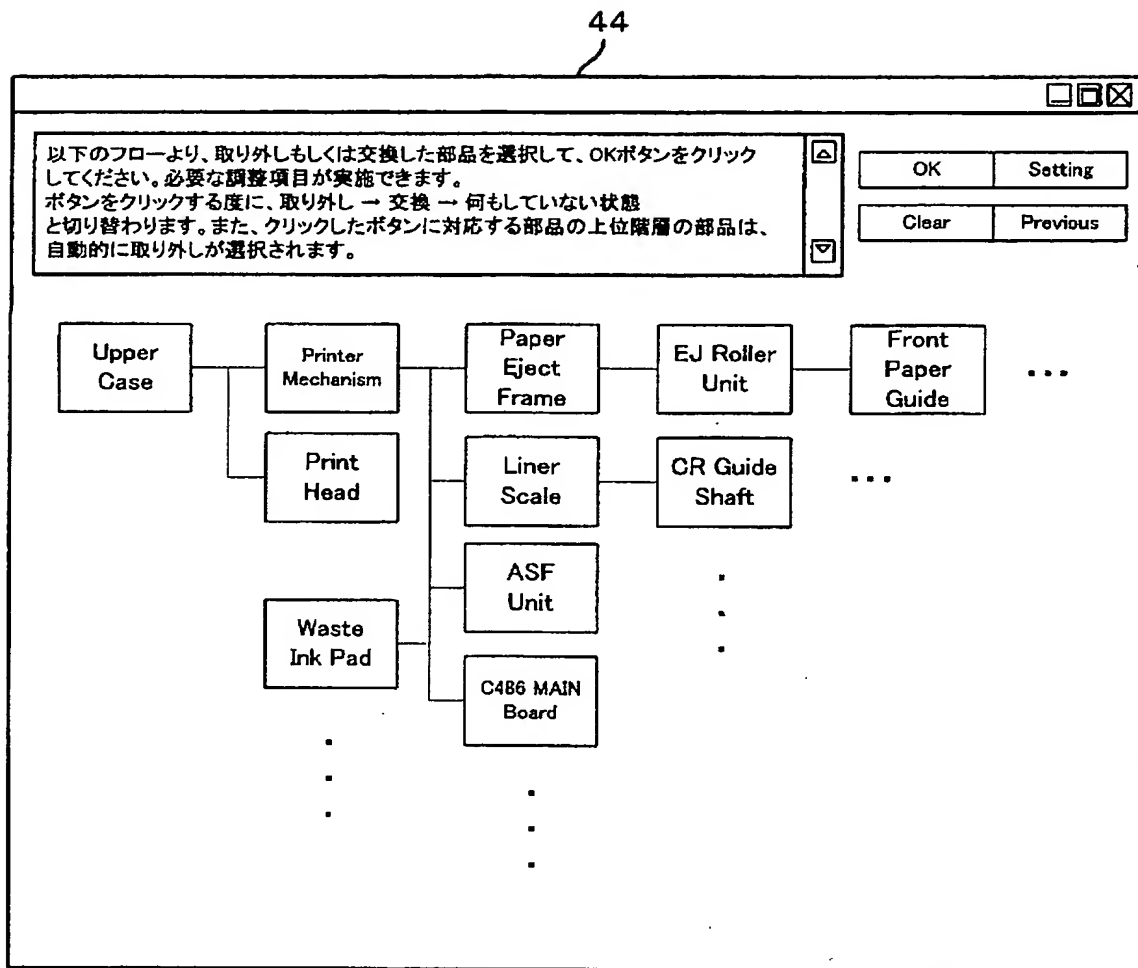 44
以下のフローより、取り外しもしくは交換した部品を選択して、OKボタンをクリック
してください。必要な調整項目が実施できます。
ボタンをクリックする度に、取り外し → 交換 → 何もしていない状態
と切り替わります。また、クリックしたボタンに対応する部品の上位階層の部品は、
自動的に取り外しが選択されます。
OK
Setting
Clear
Previous
Upper
Case
Printer
Mechanism
Paper
Eject
Frame
EJ Roller
Unit
Front
Paper
Guide
...
Print
Head
Liner
Scale
CR Guide
Shaft
...
ASF
Unit
Waste
Ink Pad
C486 MAIN
Board